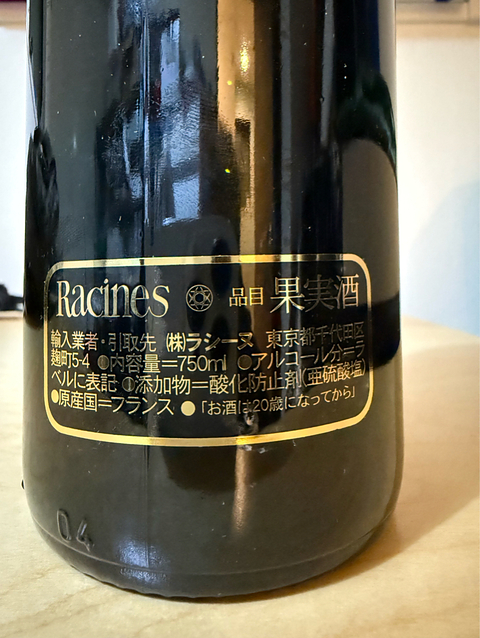 Racines 品目 果実酒
輸入業者・引取先 ㈱ラシーヌ 東京都千代田区
麹町5-4 ●内容量=750ml ●アルコール分=ラ
ベルに表記 ●添加物=酸化防止剤(亜硫酸塩)
●原産国=フランス ●「お酒は20歳になってから」
04